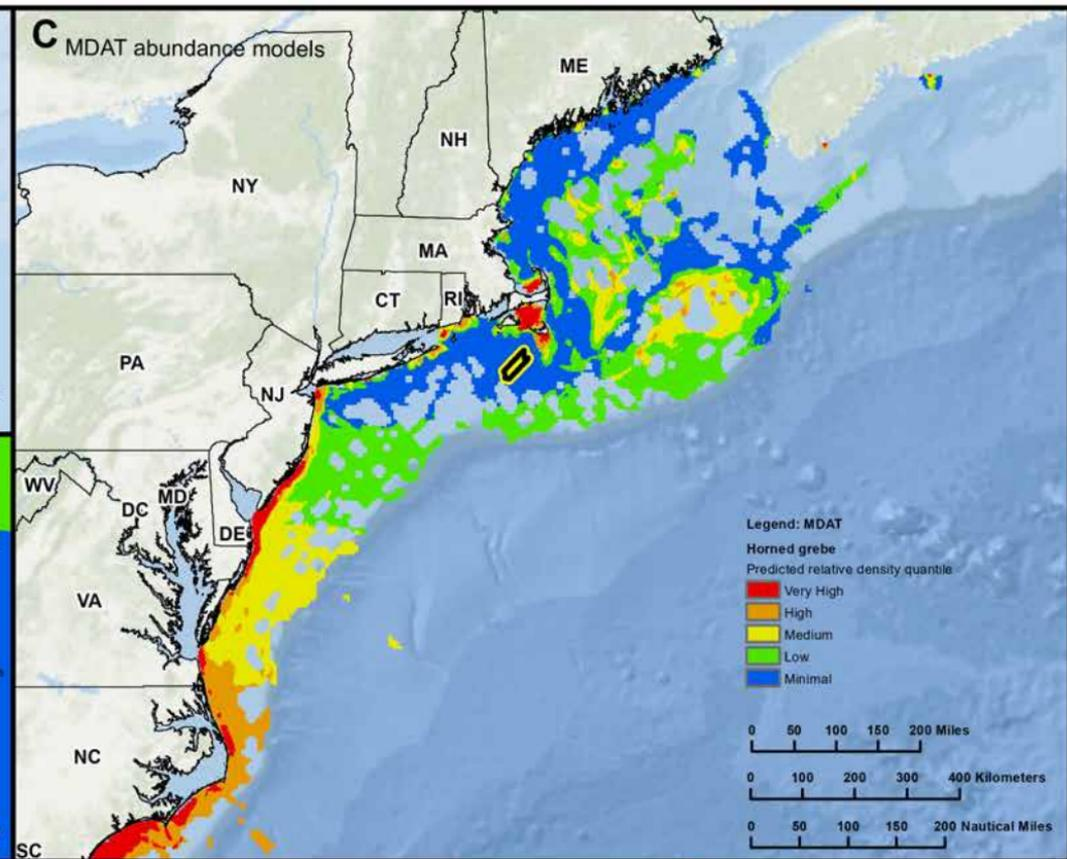 C MDAT abundance models
ME
NH
NY
MA
CT RI
PA
NJ
WV
MD
DC
DE
VA
NC
SC
Legend: MDAT
Horned grebe
Predicted relative density quantile
Very High
High
Medium
Low
Minimal
0 50 100 150 200 Miles
0 100 200 300 400 Kilometers
0 50 100 150 200 Nautical Miles